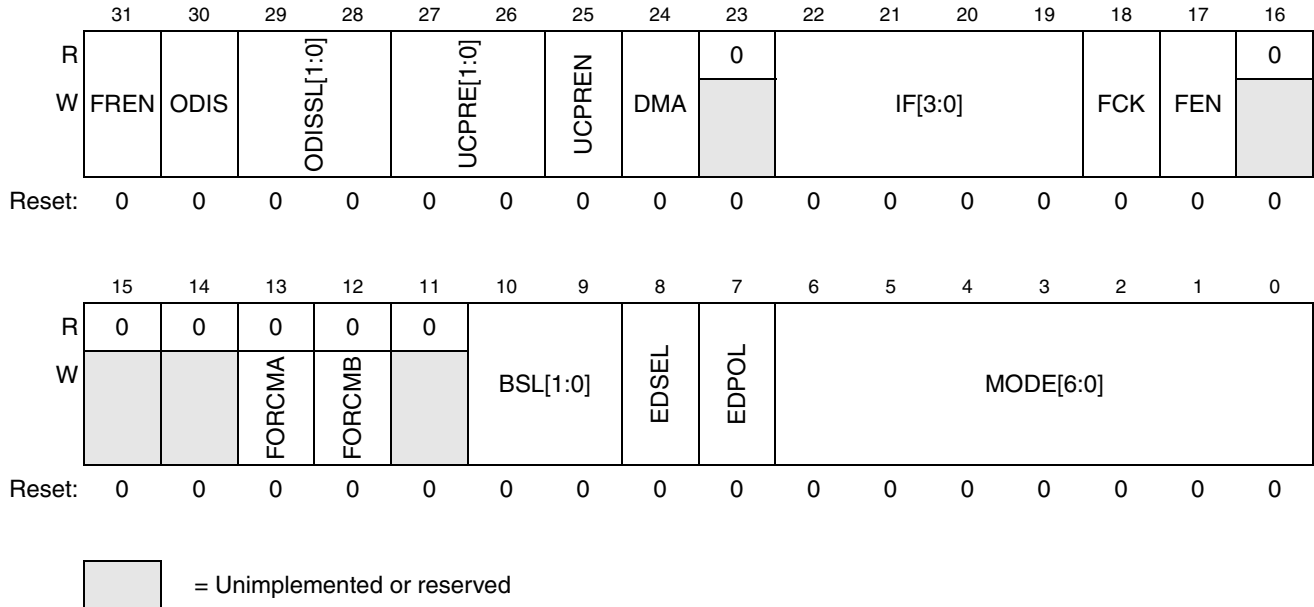 31 30 29 28 27 26 25 24 23 22 21 20 19 18 17 16
R 0 0
W FREN ODIS ODISSL[1:0] UCPRE[1:0] UCPREN DMA IF[3:0] FCK FEN
Reset: 0 0 0 0 0 0 0 0 0 0 0 0 0 0 0 0
15 14 13 12 11 10 9 8 7 6 5 4 3 2 1 0
R 0 0 0 0 0
W FORCMA FORCMB BSL[1:0] EDSEL EDPOL MODE[6:0]
Reset: 0 0 0 0 0 0 0 0 0 0 0 0 0 0 0 0
= Unimplemented or reserved